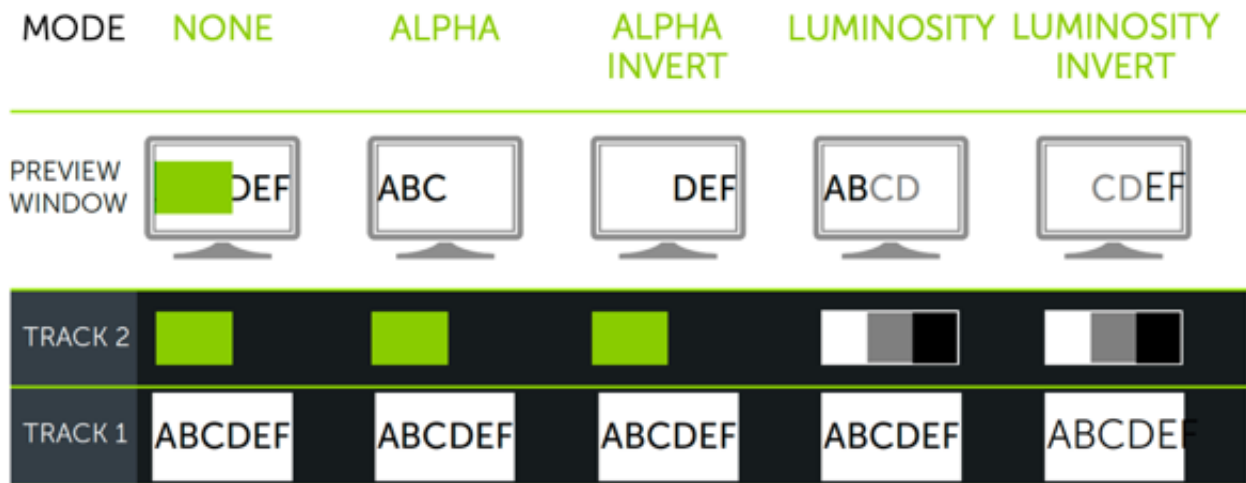 MODE NONE ALPHA ALPHA INVERT LUMINOSITY LUMINOSITY INVERT
PREVIEW WINDOW
DEF ABC DEF ABCD CDEF
TRACK 2
TRACK 1 ABCDEF ABCDEF ABCDEF ABCDEF ABCDEF